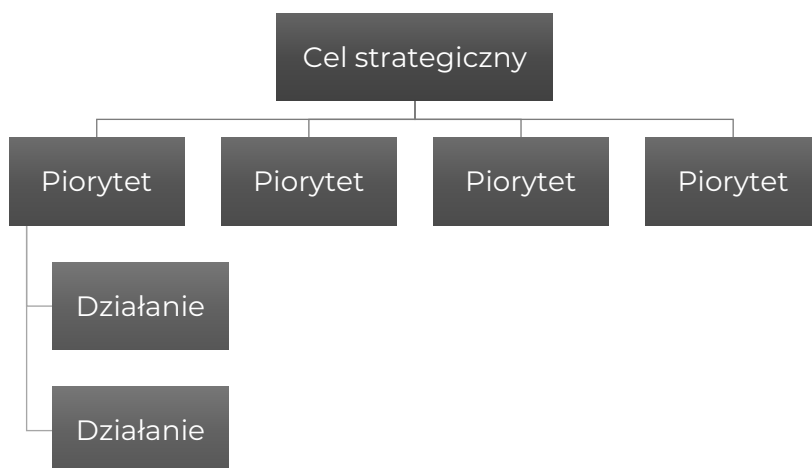 Cel strategiczny
Piorytet
Piorytet
Piorytet
Piorytet
Działanie
Działanie